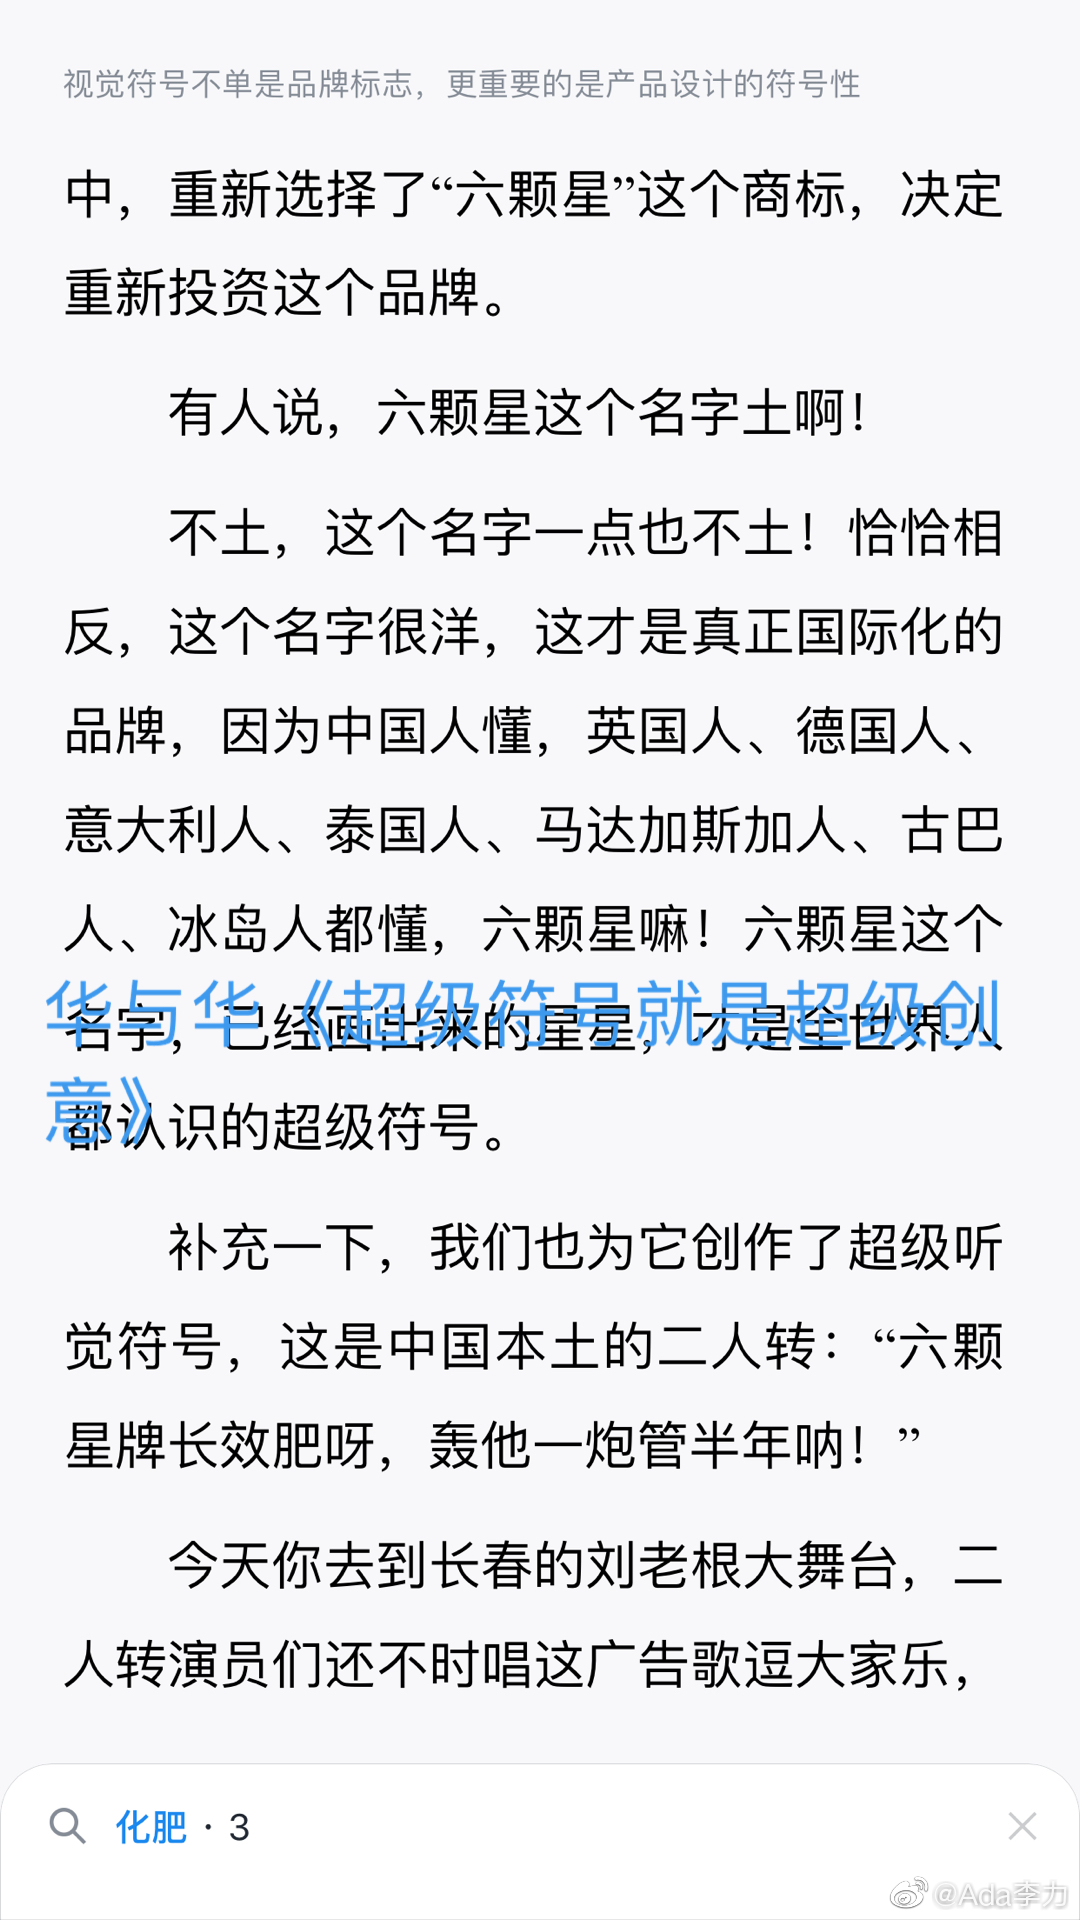 视觉符号不单是品牌标志，更重要的是产品设计的符号性
中，重新选择了“六颗星”这个商标，决定
重新投资这个品牌。
有人说，六颗星这个名字土啊！
不土，这个名字一点也不土！恰恰相
反，这个名字很洋，这才是真正国际化的
品牌，因为中国人懂，英国人、德国人、
意大利人、泰国人、马达加斯加人、古巴
人、冰岛人都懂，六颗星嘛！六颗星这个
名字，已经画出来的星星，才是全世界人
华与华《超级符号就是超级创
意》
都认识的超级符号。
补充一下，我们也为它创作了超级听
觉符号，这是中国本土的二人转：“六颗
星牌长效肥呀，轰他一炮管半年呐！”
今天你去到长春的刘老根大舞台，二
人转演员们还不时唱这广告歌逗大家乐，
化肥 · 3
@Ada李力